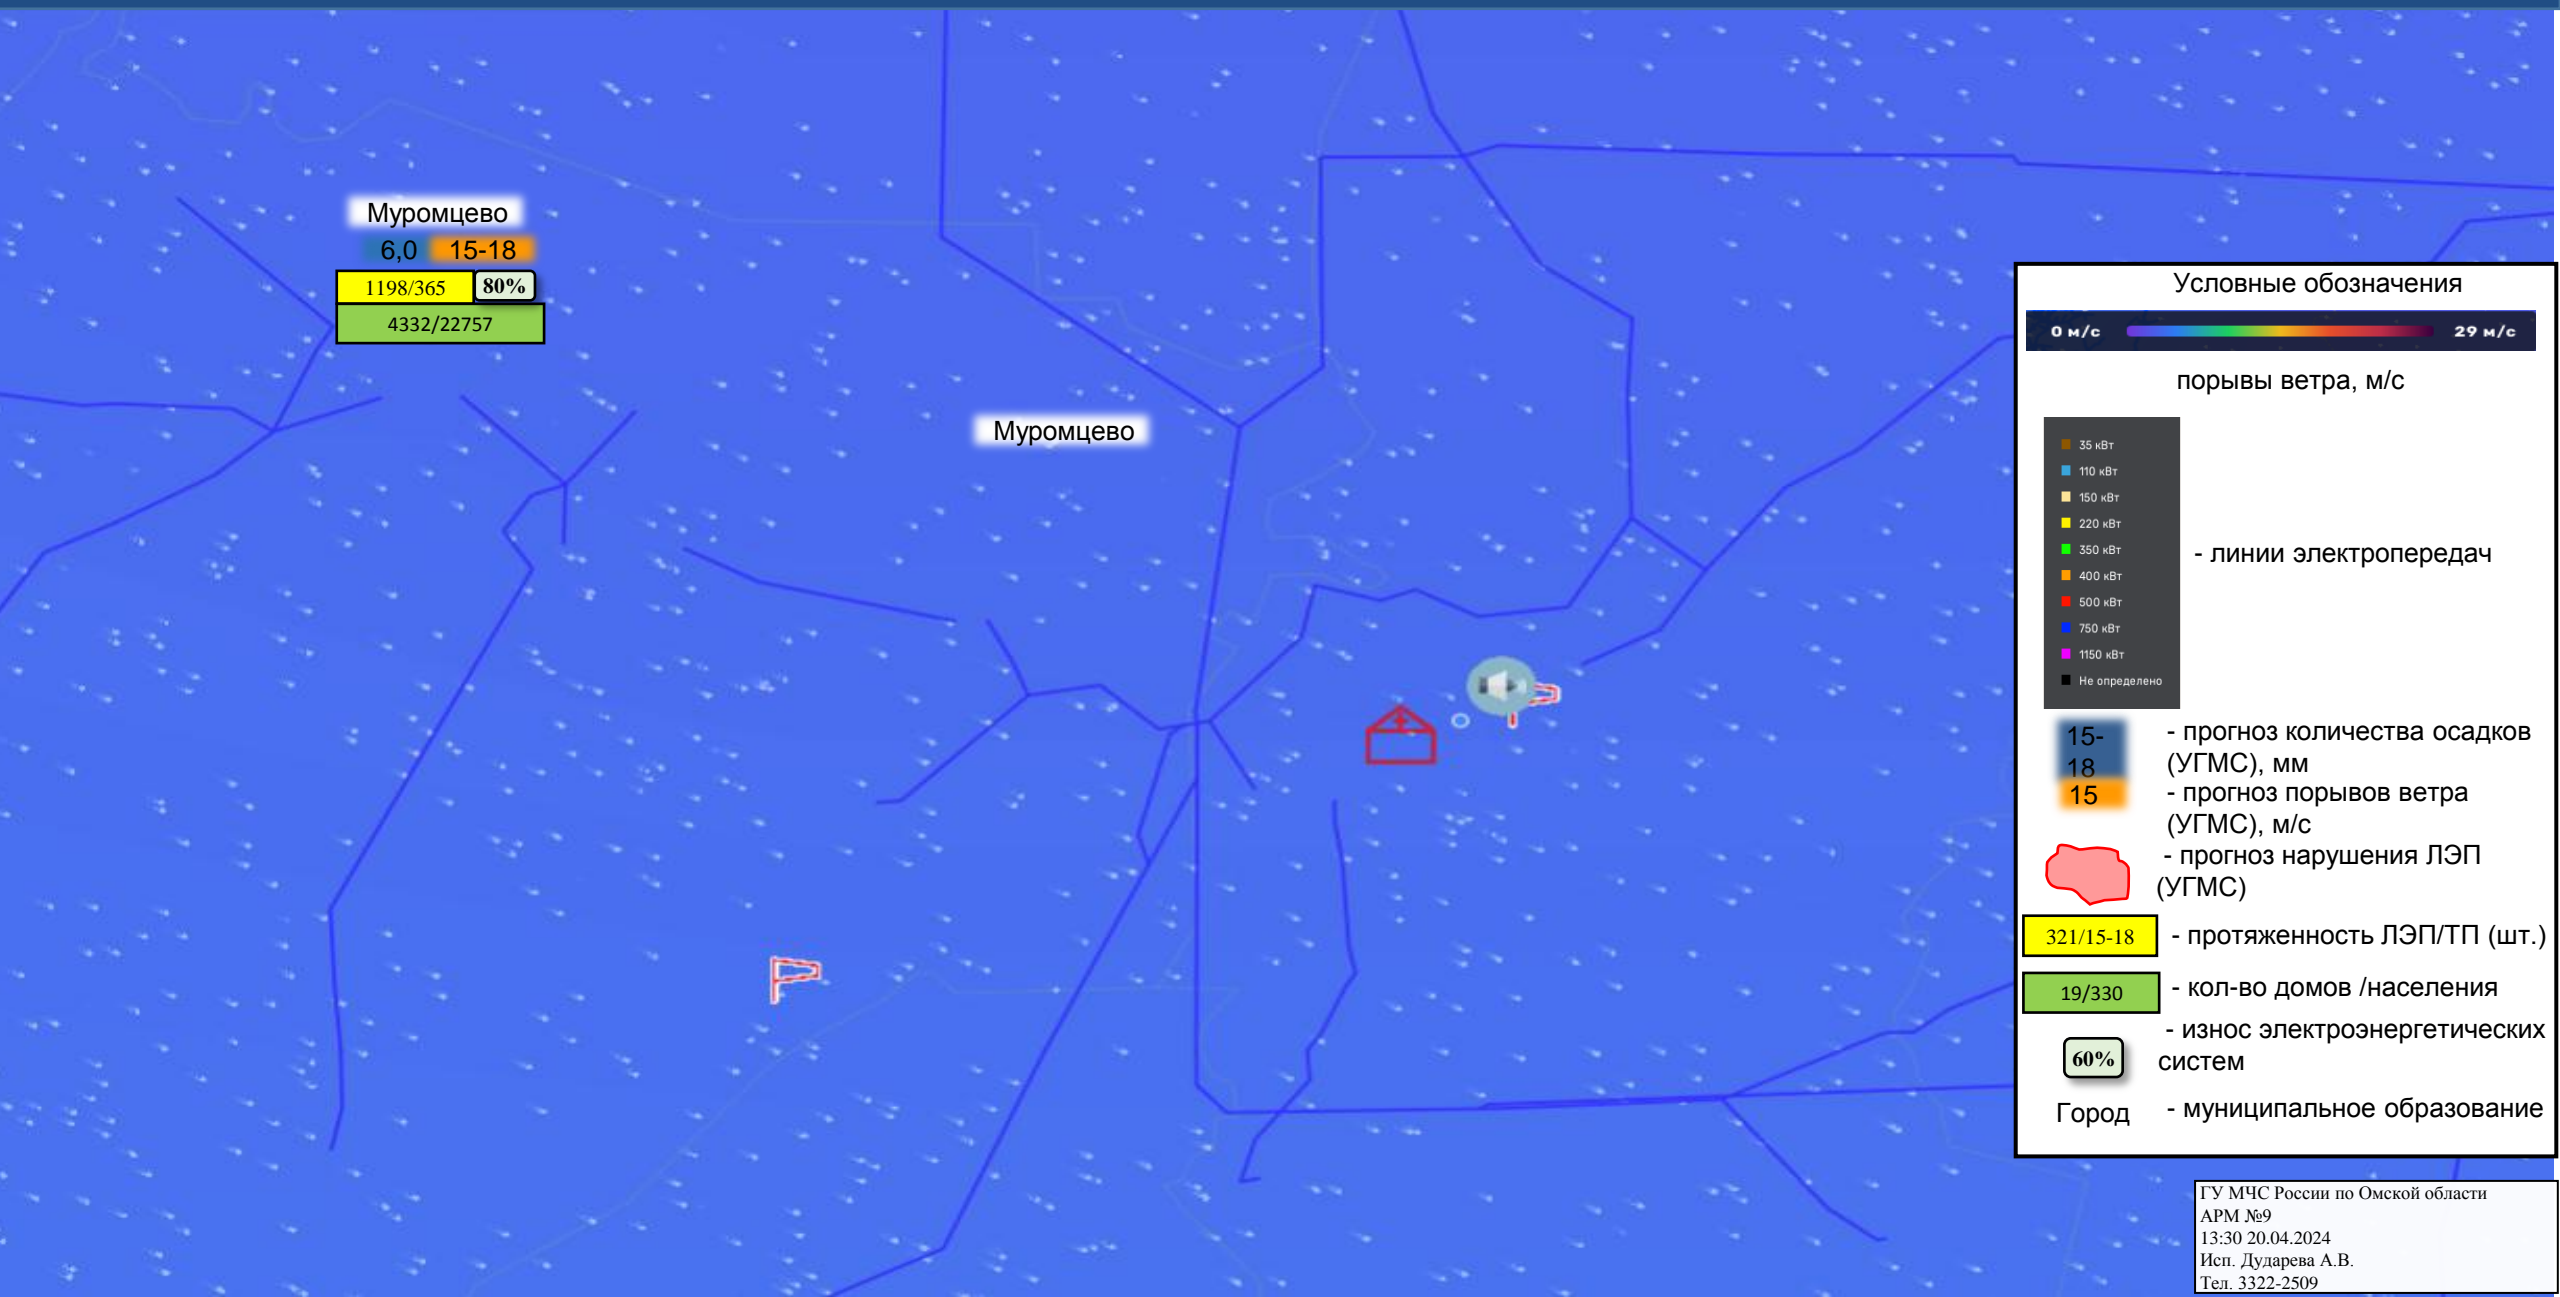 Муромцево
6,0 15-18
1198/365 80%
4332/22757
Муромцево
Условные обозначения
0 м/с 29 м/с
порывы ветра, м/с
35 кВт
110 кВт
150 кВт
220 кВт
350 кВт
400 кВт
500 кВт
750 кВт
1150 кВт
Не определено
- линии электропередач
15-
18
- прогноз количества осадков
(УГМС), мм
15
- прогноз порывов ветра
(УГМС), м/с
- прогноз нарушения ЛЭП
(УГМС)
321/15-18 - протяженность ЛЭП/ТП (шт.)
19/330 - кол-во домов /населения
60%
- износ электроэнергетических
систем
Город - муниципальное образование
ГУ МЧС России по Омской области
АРМ №9
13:30 20.04.2024
Исп. Дударева А.В.
Тел. 3322-2509